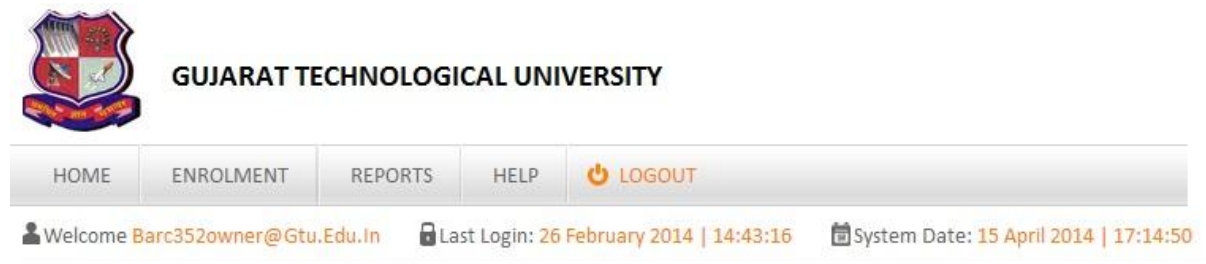 GUJARAT TECHNOLOGICAL UNIVERSITY
HOME ENROLMENT REPORTS HELP LOGOUT
Welcome Barc352owner@Gtu.Edu.In Last Login: 26 February 2014 | 14:43:16 System Date: 15 April 2014 | 17:14:50